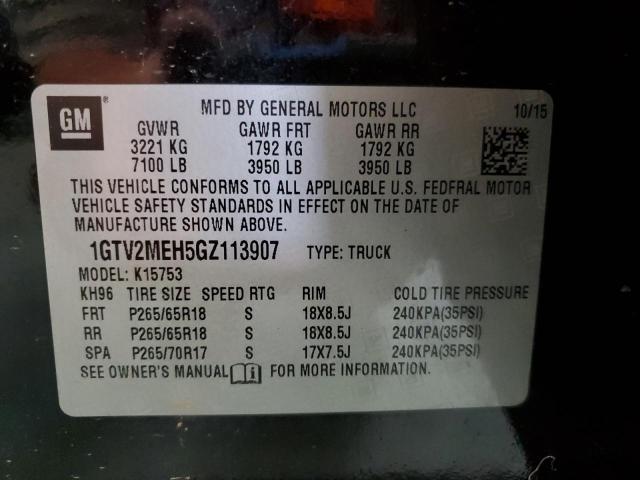 GM
MFD BY GENERAL MOTORS LLC 10/15
GVWR GAWR FRT GAWR RR
3221 KG 1792 KG 1792 KG
7100 LB 3950 LB 3950 LB
THIS VEHICLE CONFORMS TO ALL APPLICABLE U.S. FEDFRAL MOTOR
VEHICLE SAFETY STANDARDS IN EFFECT ON THE DATE OF
MANUFACTURE SHOWN ABOVE.
1GTV2MEH5GZ113907 TYPE: TRUCK
MODEL: K15753
KH96 TIRE SIZE SPEED RTG RIM COLD TIRE PRESSURE
FRT P265/65R18 S 18X8.5J 240KPA(35PSI)
RR P265/65R18 S 18X8.5J 240KPA(35PSI)
SPA P265/70R17 S 17X7.5J 240KPA(35PSI)
SEE OWNER'S MANUAL FOR MORE INFORMATION.